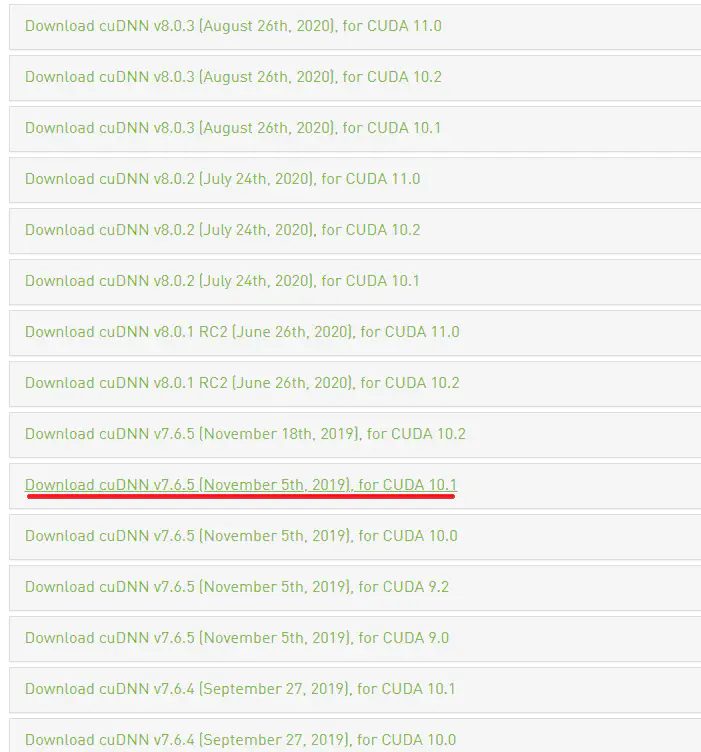 Download cuDNN v8.0.3 (August 26th, 2020), for CUDA 11.0
Download cuDNN v8.0.3 (August 26th, 2020), for CUDA 10.2
Download cuDNN v8.0.3 (August 26th, 2020), for CUDA 10.1
Download cuDNN v8.0.2 (July 24th, 2020), for CUDA 11.0
Download cuDNN v8.0.2 (July 24th, 2020), for CUDA 10.2
Download cuDNN v8.0.2 (July 24th, 2020), for CUDA 10.1
Download cuDNN v8.0.1 RC2 (June 26th, 2020), for CUDA 11.0
Download cuDNN v8.0.1 RC2 (June 26th, 2020), for CUDA 10.2
Download cuDNN v7.6.5 (November 18th, 2019), for CUDA 10.2
Download cuDNN v7.6.5 (November 5th, 2019), for CUDA 10.1
Download cuDNN v7.6.5 (November 5th, 2019), for CUDA 10.0
Download cuDNN v7.6.5 (November 5th, 2019), for CUDA 9.2
Download cuDNN v7.6.5 (November 5th, 2019), for CUDA 9.0
Download cuDNN v7.6.4 (September 27, 2019), for CUDA 10.1
Download cuDNN v7.6.4 (September 27, 2019), for CUDA 10.0